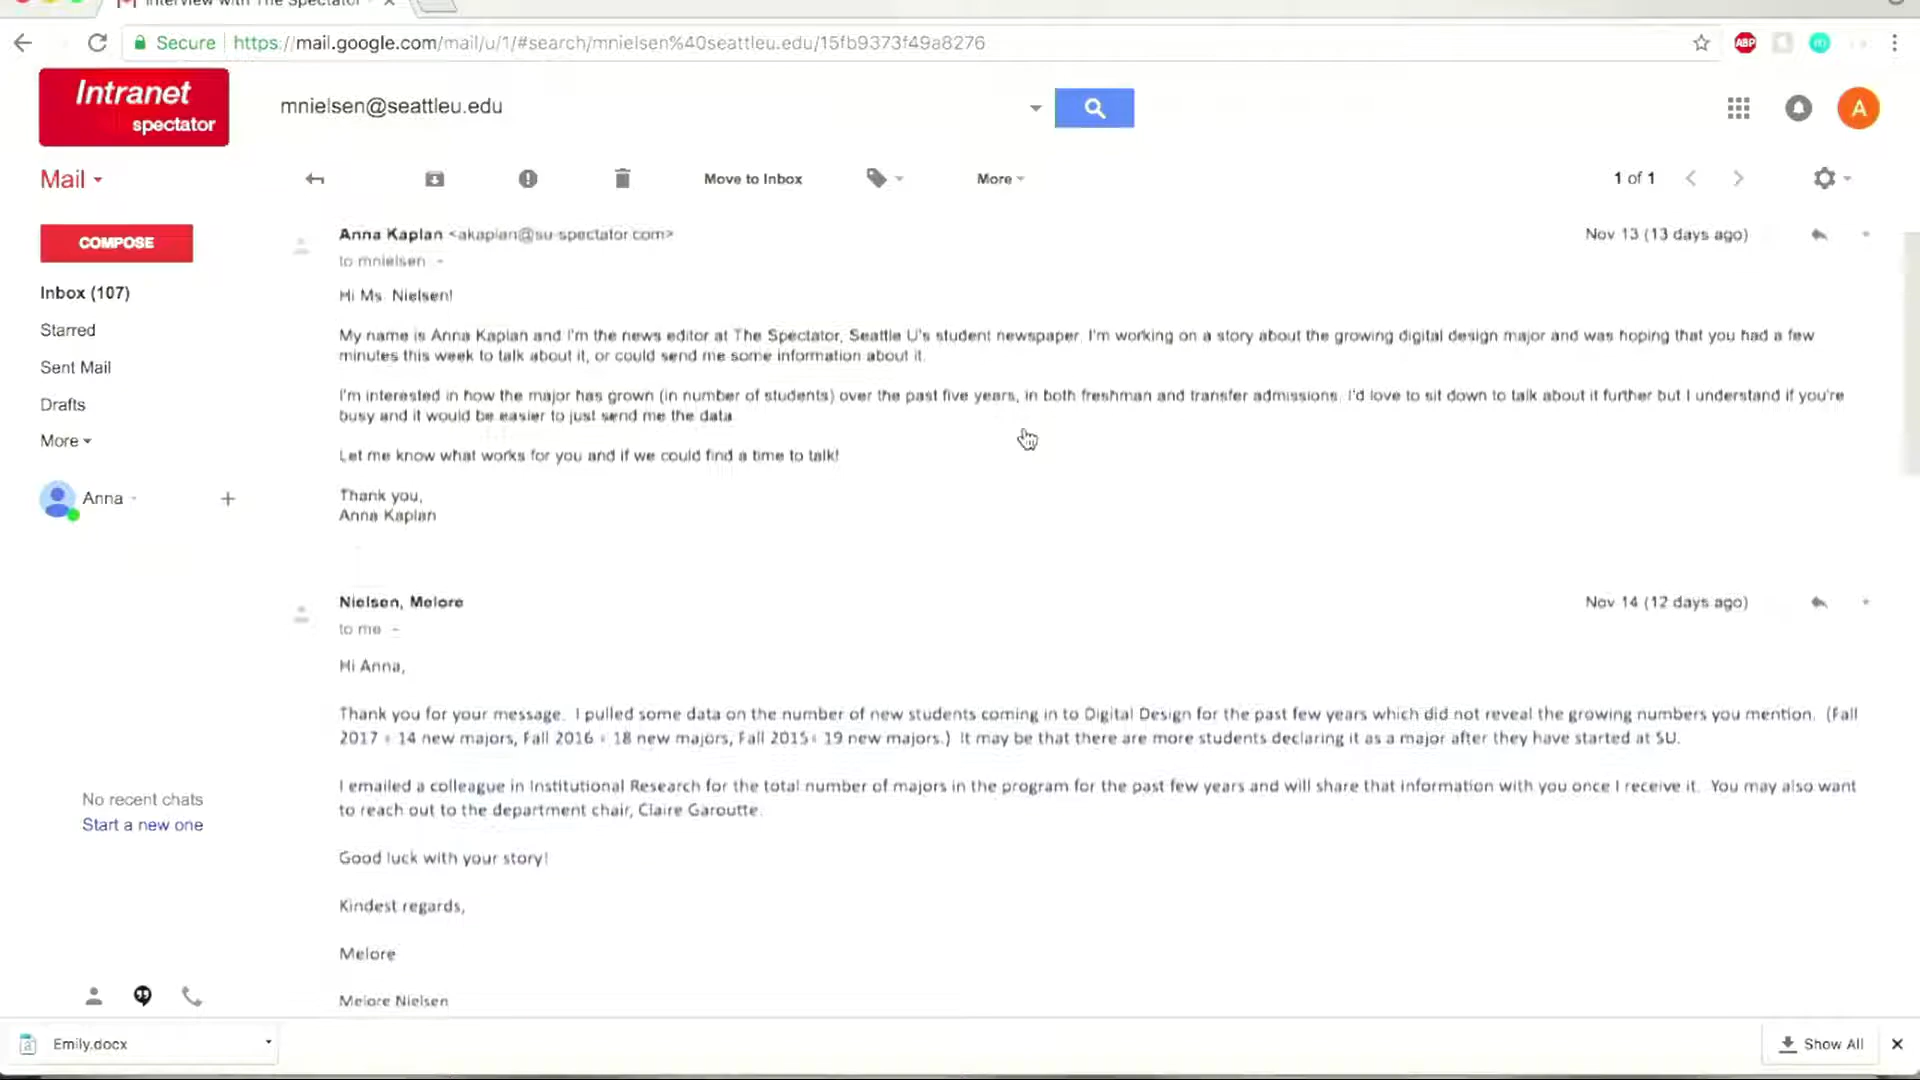 Interview with The Spectator
Secure https://mail.google.com/mail/u/1/#search/mnielsen%40seattleu.edu/15fb9373f49a8276
ABP
Intranet
spectator
mnielsen@seattleu.edu
A
Mail
Move to Inbox
More
1 of 1
COMPOSE
Inbox (107)
Starred
Sent Mail
Drafts
More
Anna
No recent chats
Start a new one
Anna Kaplan <akaplan@su-spectator.com>
Nov 13 (13 days ago)
to mnielsen
Hi Ms. Nielsen!
My name is Anna Kaplan and I'm the news editor at The Spectator, Seattle U's student newspaper. I'm working on a story about the growing digital design major and was hoping that you had a few
minutes this week to talk about it, or could send me some information about it.
I'm interested in how the major has grown (in number of students) over the past five years, in both freshman and transfer admissions. I'd love to sit down to talk about it further but I understand if you're
busy and it would be easier to just send me the data.
Let me know what works for you and if we could find a time to talk!
Thank you,
Anna Kaplan
Nielsen, Melore
Nov 14 (12 days ago)
to me
Hi Anna,
Thank you for your message. I pulled some data on the number of new students coming in to Digital Design for the past few years which did not reveal the growing numbers you mention. (Fall
2017 = 14 new majors, Fall 2016 = 18 new majors, Fall 2015= 19 new majors.) It may be that there are more students declaring it as a major after they have started at SU.
I emailed a colleague in Institutional Research for the total number of majors in the program for the past few years and will share that information with you once I receive it. You may also want
to reach out to the department chair, Claire Garoutte.
Good luck with your story!
Kindest regards,
Melore
Melore Nielsen
Emily.docx
Show All